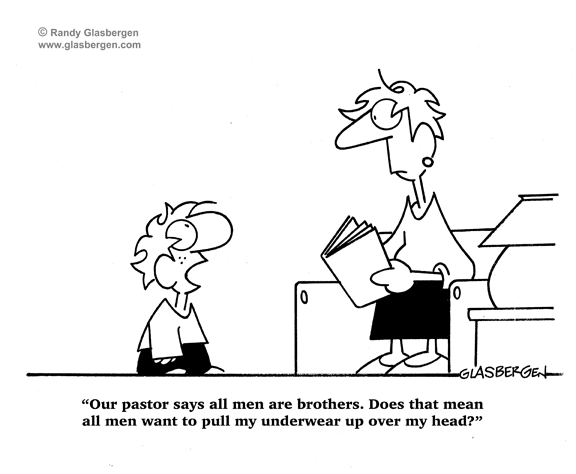 © Randy Glasbergen
www.glasbergen.com
GLASBERGEN
“Our pastor says all men are brothers. Does that mean
all men want to pull my underwear up over my head?”